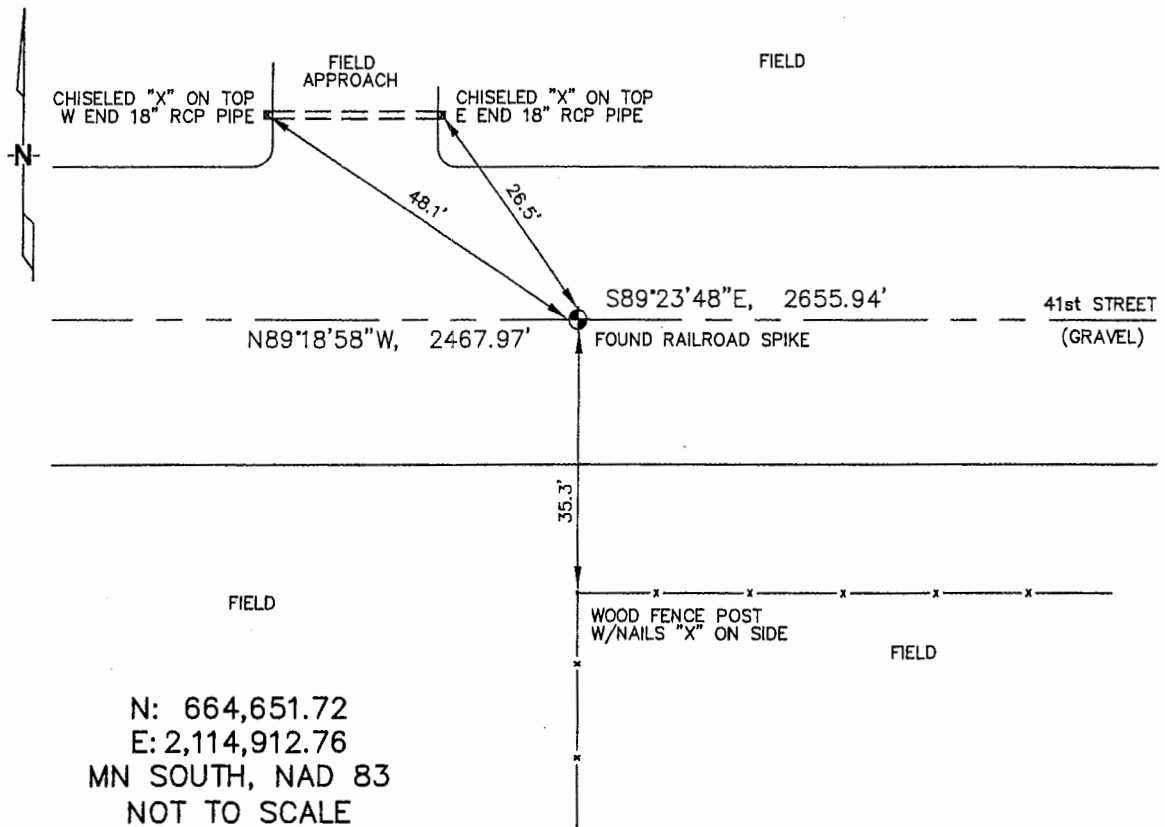 FIELD
APPROACH
FIELD
CHISELED "X" ON TOP
W END 18" RCP PIPE
CHISELED "X" ON TOP
E END 18" RCP PIPE
N
48.1'
26.5'
S89°23'48"E, 2655.94'
41st STREET
N89°18'58"W, 2467.97'
FOUND RAILROAD SPIKE
(GRAVEL)
35.3'
FIELD
WOOD FENCE POST
W/NAILS "X" ON SIDE
FIELD
N: 664,651.72
E: 2,114,912.76
MN SOUTH, NAD 83
NOT TO SCALE